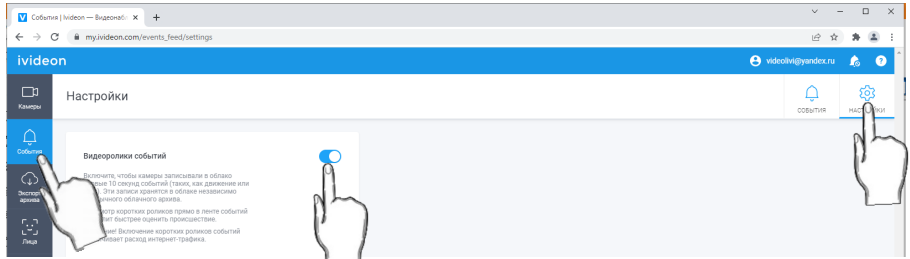 События | Ivideon — Видеонабл
my.ivideon.com/events_feed/settings
ivideon
videolivi@yandex.ru
Камеры
Настройки
СОБЫТИЯ
События
Видеоролики событий
Включите, чтобы камеры записывали в облако
10 секунд событий (таких, как движение или
Эти записи хранятся в облаке независимо
облачного архива.
Экспорт
архива
коротких роликов прямо в ленте событий
быстрее оценить происшествие.
Включение коротких роликов событий
расход интернет-трафика.
Лица